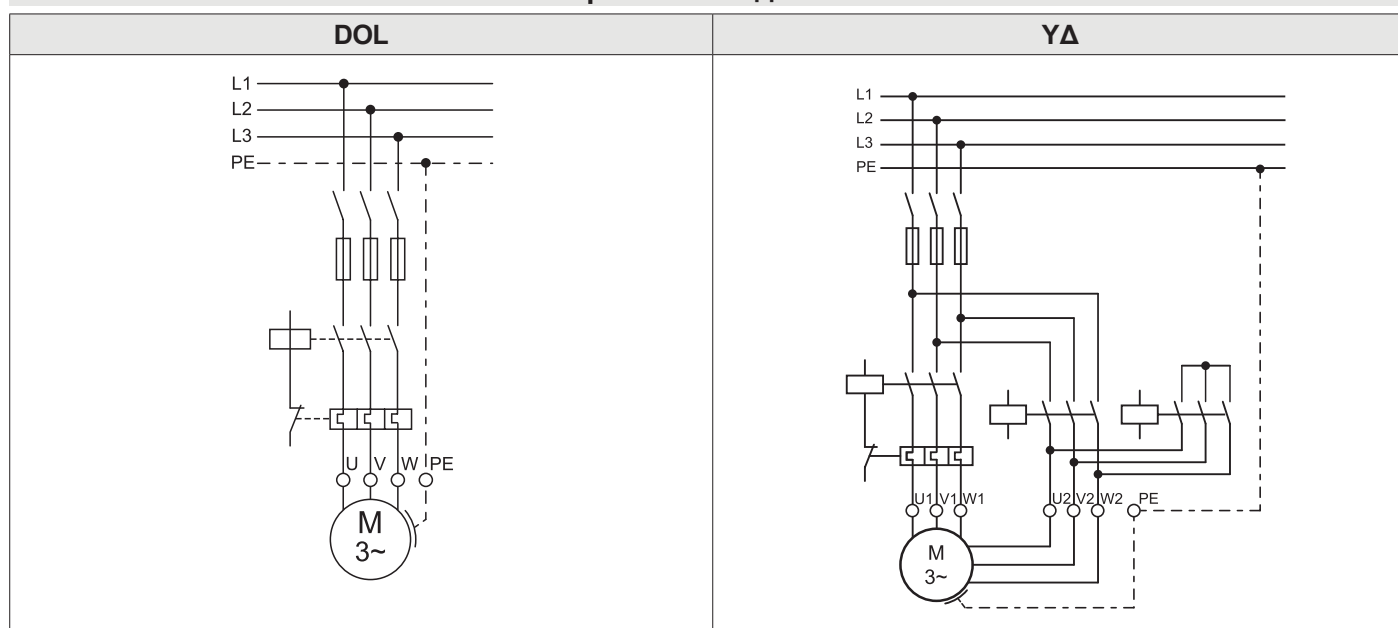 DOL
YΔ
L1
L2
L3
PE
U V W PE
M
3~
L1
L2
L3
PE
U1 V1 W1 U2 V2 W2 PE
M
3~